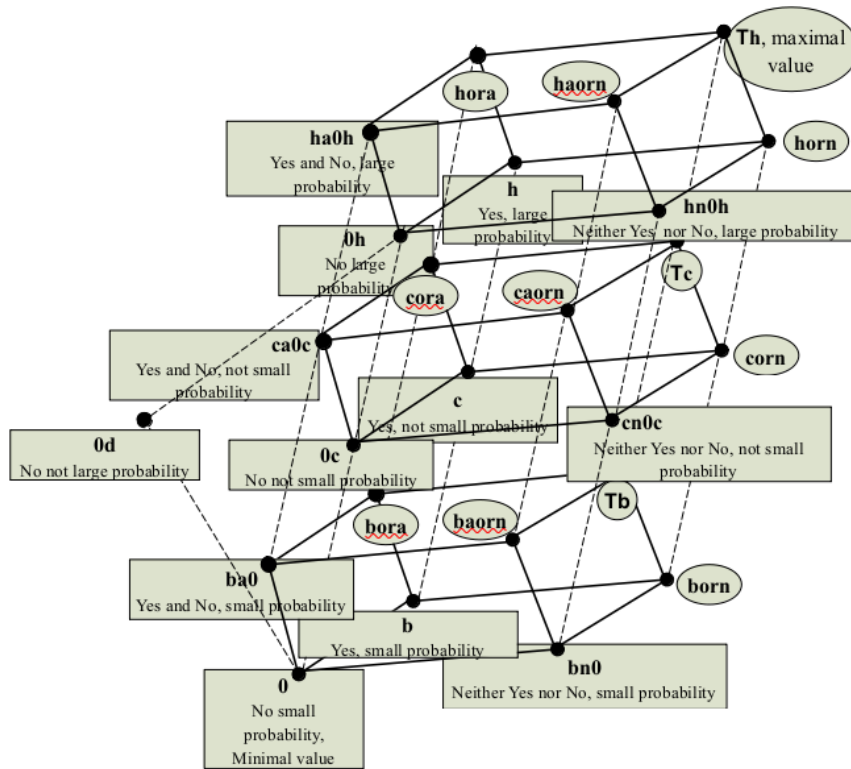 Th, maximal
value
hora
haorn
ha0h
Yes and No, large
probability
horn
h
Yes, large
probability
hn0h
Neither Yes nor No, large probability
0h
No large
probability
Tc
cora
caorn
ca0c
Yes and No, not small
probability
corn
c
Yes, not small probability
cn0c
Neither Yes nor No, not small
probability
0d
No not large probability
0c
No not small probability
Tb
bora
baorn
ba0
Yes and No, small probability
born
b
Yes, small probability
bn0
Neither Yes nor No, small probability
0
No small
probability,
Minimal value